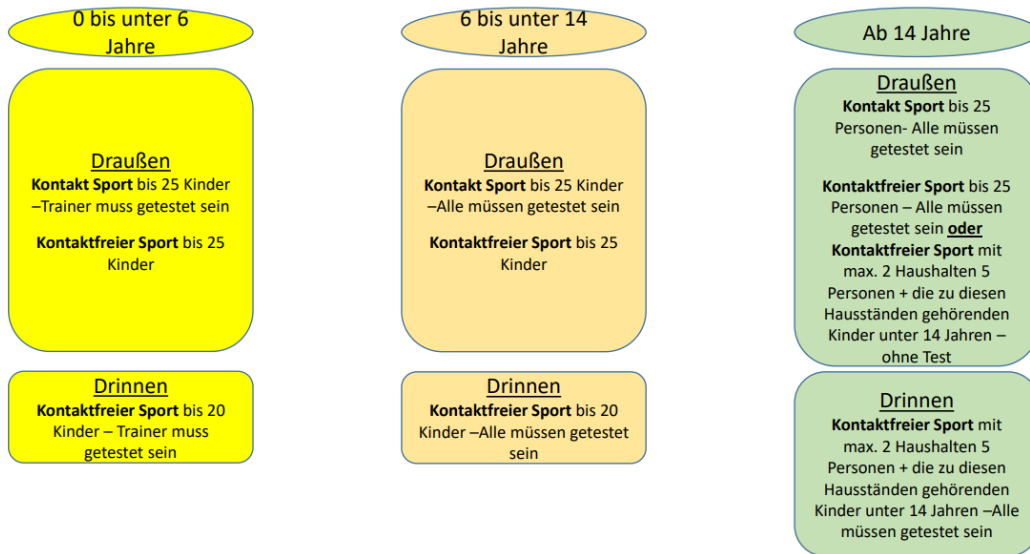 0 bis unter 6
Jahre
Draußen
Kontakt Sport bis 25 Kinder
–Trainer muss getestet sein
Kontaktfreier Sport bis 25
Kinder
Drinnen
Kontaktfreier Sport bis 20
Kinder – Trainer muss
getestet sein
6 bis unter 14
Jahre
Draußen
Kontakt Sport bis 25 Kinder
–Alle müssen getestet sein
Kontaktfreier Sport bis 25
Kinder
Drinnen
Kontaktfreier Sport bis 20
Kinder –Alle müssen getestet
sein
Ab 14 Jahre
Draußen
Kontakt Sport bis 25
Personen- Alle müssen
getestet sein
Kontaktfreier Sport bis 25
Personen – Alle müssen
getestet sein oder
Kontaktfreier Sport mit
max. 2 Haushalten 5
Personen + die zu diesen
Hausständen gehörenden
Kinder unter 14 Jahren –
ohne Test
Drinnen
Kontaktfreier Sport mit
max. 2 Haushalten 5
Personen + die zu diesen
Hausständen gehörenden
Kinder unter 14 Jahren –Alle
müssen getestet sein